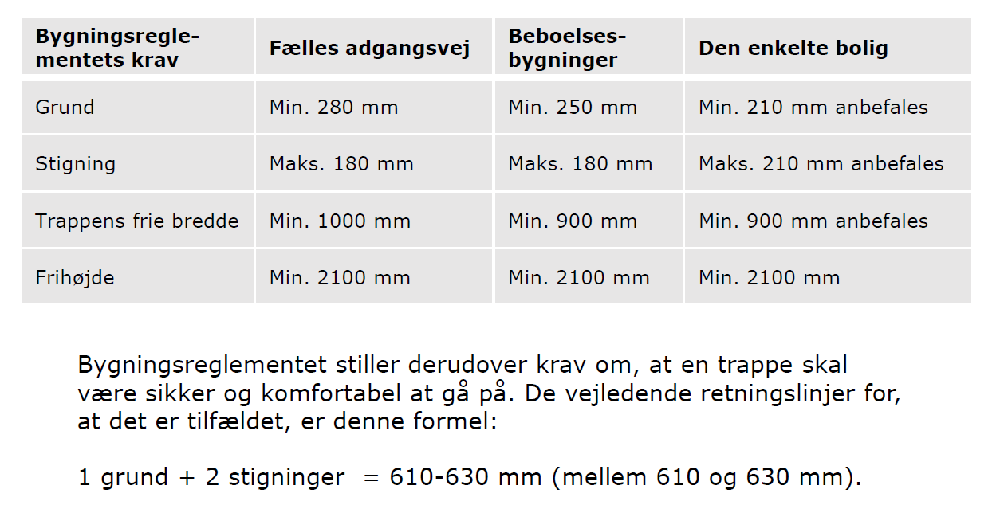 Bygningsregle-
mentets krav
Fælles adgangsvej
Beboelses-
bygninger
Den enkelte bolig
Grund
Min. 280 mm
Min. 250 mm
Min. 210 mm anbefales
Stigning
Maks. 180 mm
Maks. 180 mm
Maks. 210 mm anbefales
Trappens frie bredde
Min. 1000 mm
Min. 900 mm
Min. 900 mm anbefales
Frihøjde
Min. 2100 mm
Min. 2100 mm
Min. 2100 mm
Bygningsreglementet stiller derudover krav om, at en trappe skal
være sikker og komfortabel at gå på. De vejledende retningslinjer for,
at det er tilfældet, er denne formel:
1 grund + 2 stigninger = 610-630 mm (mellem 610 og 630 mm).